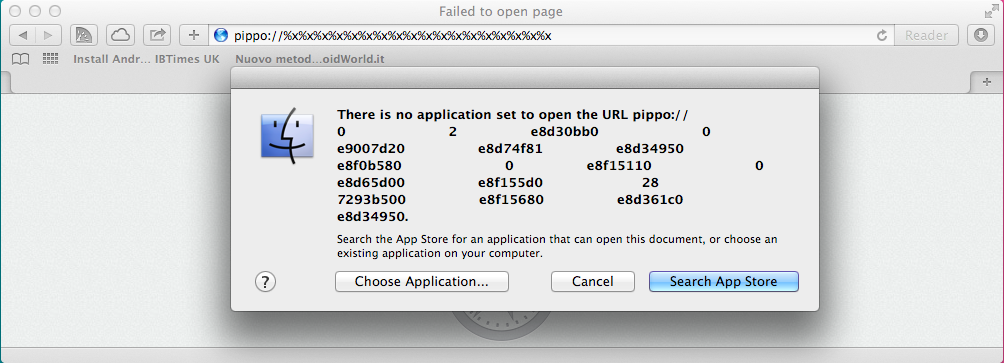 Failed to open page
pippo://%x%x%x%x%x%x%x%x%x%x%x%x%x%x%x%x%x%x
Reader
Install Andr... IBTimes UK Nuovo metod...oidWorld.it
There is no application set to open the URL pippo://
0 2 e8d30bb0 0
e9007d20 e8d74f81 e8d34950
e8f0b580 0 e8f15110 0
e8d65d00 e8f155d0 28
7293b500 e8f15680 e8d361c0
e8d34950.
Search the App Store for an application that can open this document, or choose an
existing application on your computer.
? Choose Application... Cancel Search App Store